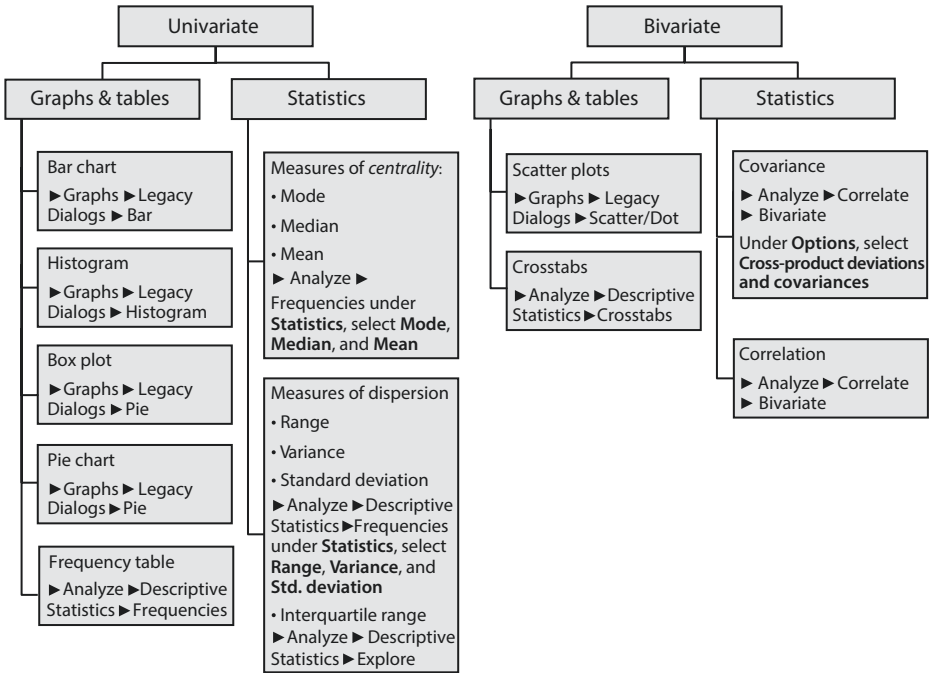 Univariate
Graphs & tables
Bar chart
►Graphs ► Legacy
Dialogs ► Bar
Histogram
►Graphs ► Legacy
Dialogs ► Histogram
Box plot
►Graphs ► Legacy
Dialogs ► Pie
Pie chart
►Graphs ► Legacy
Dialogs ► Pie
Frequency table
► Analyze ►Descriptive
Statistics ► Frequencies
Statistics
Measures of centrality:
• Mode
• Median
• Mean
► Analyze ►
Frequencies under
Statistics, select Mode,
Median, and Mean
Measures of dispersion
• Range
• Variance
• Standard deviation
► Analyze ►Descriptive
Statistics ►Frequencies
under Statistics, select
Range, Variance, and
Std. deviation
• Interquartile range
► Analyze ► Descriptive
Statistics ► Explore
Bivariate
Graphs & tables
Scatter plots
►Graphs ► Legacy
Dialogs ► Scatter/Dot
Crosstabs
► Analyze ►Descriptive
Statistics ► Crosstabs
Statistics
Covariance
► Analyze ► Correlate
► Bivariate
Under Options, select
Cross-product deviations
and covariances
Correlation
► Analyze ► Correlate
► Bivariate